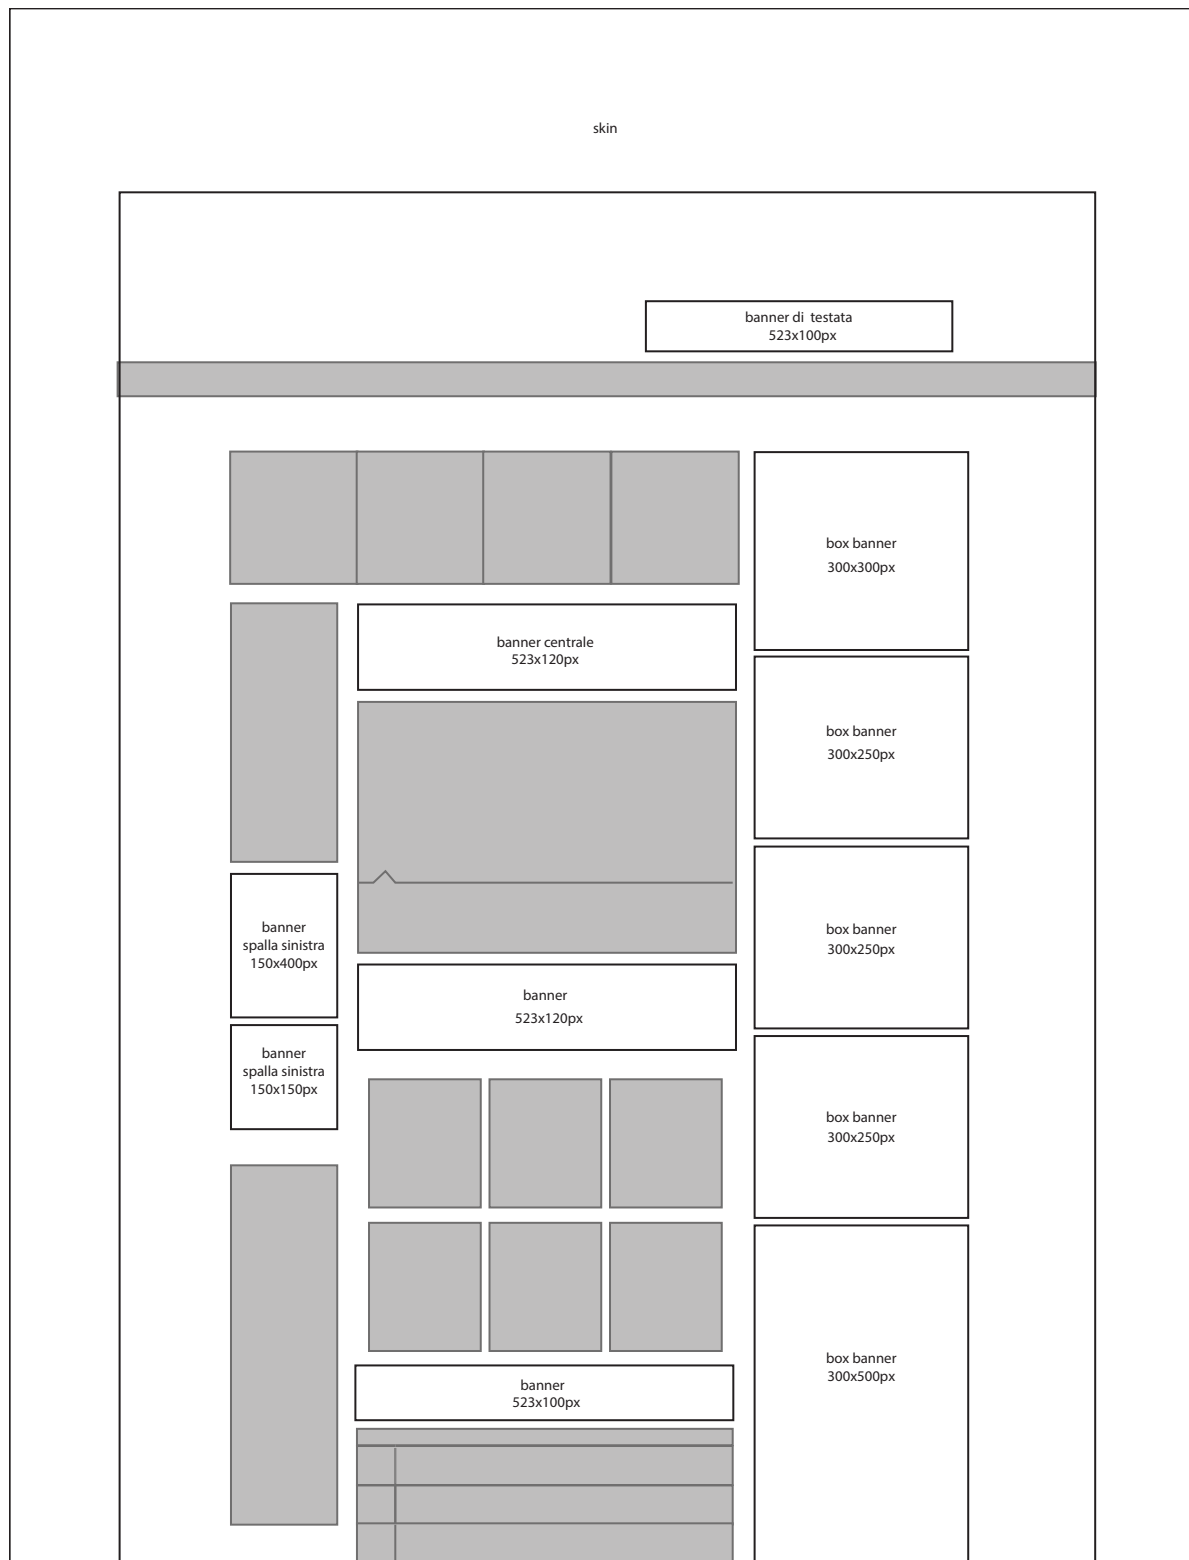 skin
banner di testata
523x100px
box banner
300x300px
banner centrale
523x120px
box banner
300x250px
banner
spalla sinistra
150x400px
box banner
300x250px
banner
523x120px
banner
spalla sinistra
150x150px
box banner
300x250px
box banner
300x500px
banner
523x100px